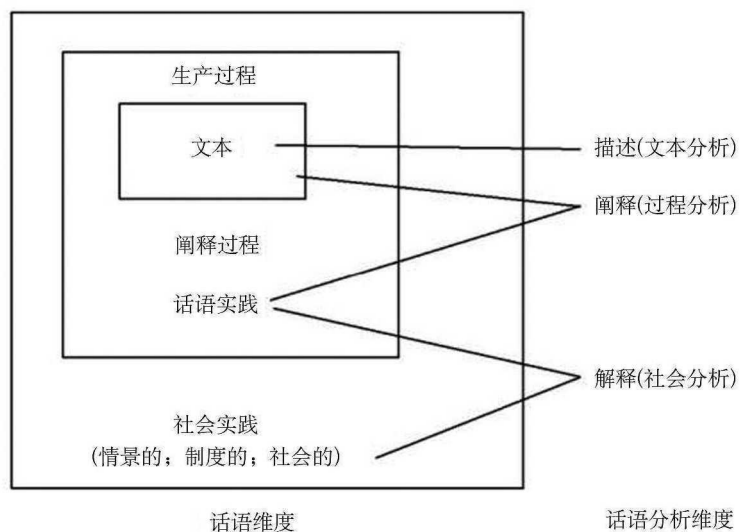 生产过程
文本
描述(文本分析)
阐释(过程分析)
阐释过程
话语实践
解释(社会分析)
社会实践
(情景的；制度的；社会的)
话语维度
话语分析维度